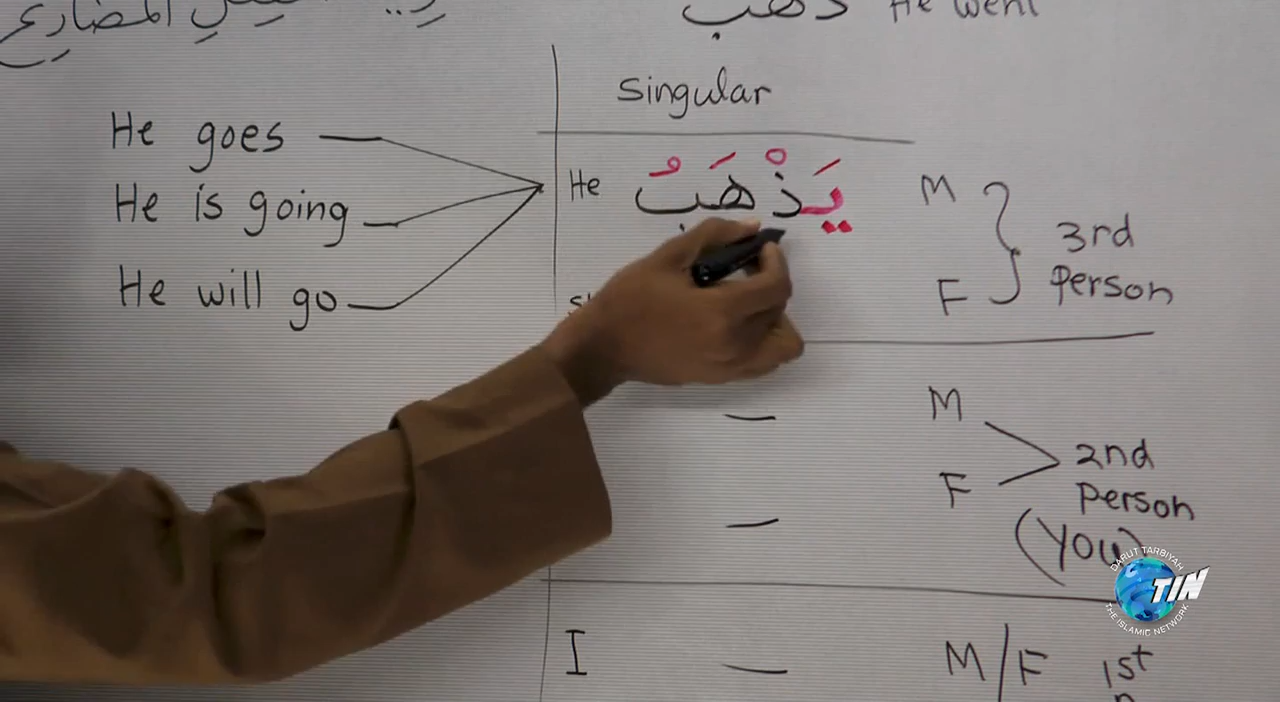 المضارع
ذهب He went
Singular
He goes
He is going
He will go
He يَذْهَبُ M
F
3rd
Person
M
F
2nd
Person
(You)
I M/F 1st
DARUT TARBIYAH
TIN
THE ISLAMIC NETWORK